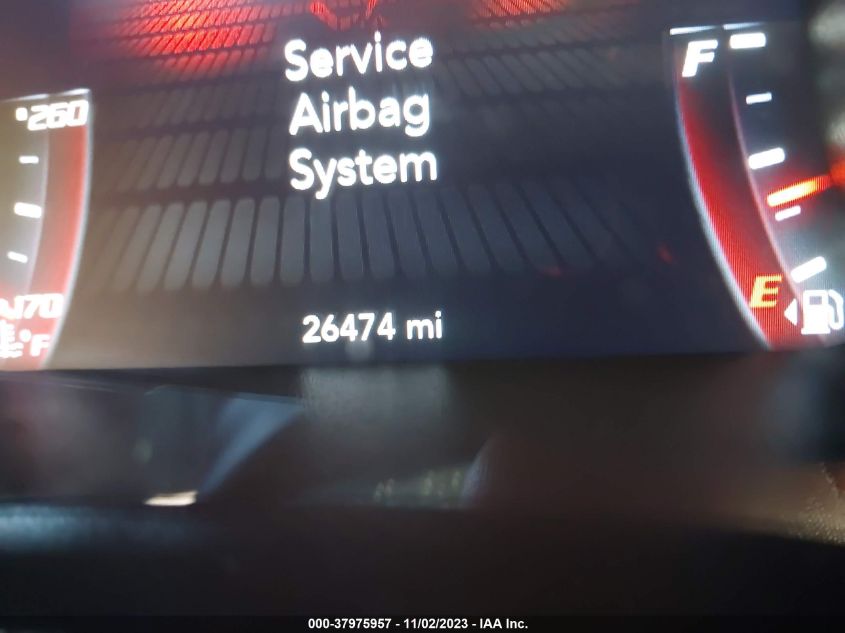 Service
Airbag
System
F
260
170
°F
E
26474 mi
000-37975957 - 11/02/2023 - IAA Inc.